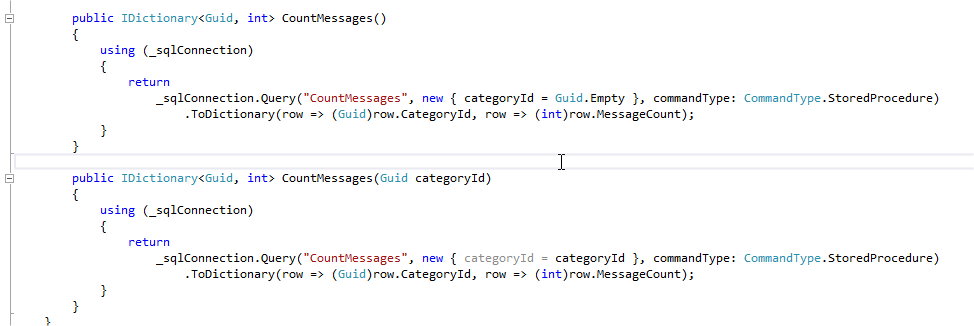 public IDictionary<Guid, int> CountMessages()
{
using (_sqlConnection)
{
return
_sqlConnection.Query("CountMessages", new { categoryId = Guid.Empty }, commandType: CommandType.StoredProcedure)
.ToDictionary(row => (Guid)row.CategoryId, row => (int)row.MessageCount);
}
}
public IDictionary<Guid, int> CountMessages(Guid categoryId)
{
using (_sqlConnection)
{
return
_sqlConnection.Query("CountMessages", new { categoryId = categoryId }, commandType: CommandType.StoredProcedure)
.ToDictionary(row => (Guid)row.CategoryId, row => (int)row.MessageCount);
}
}
}